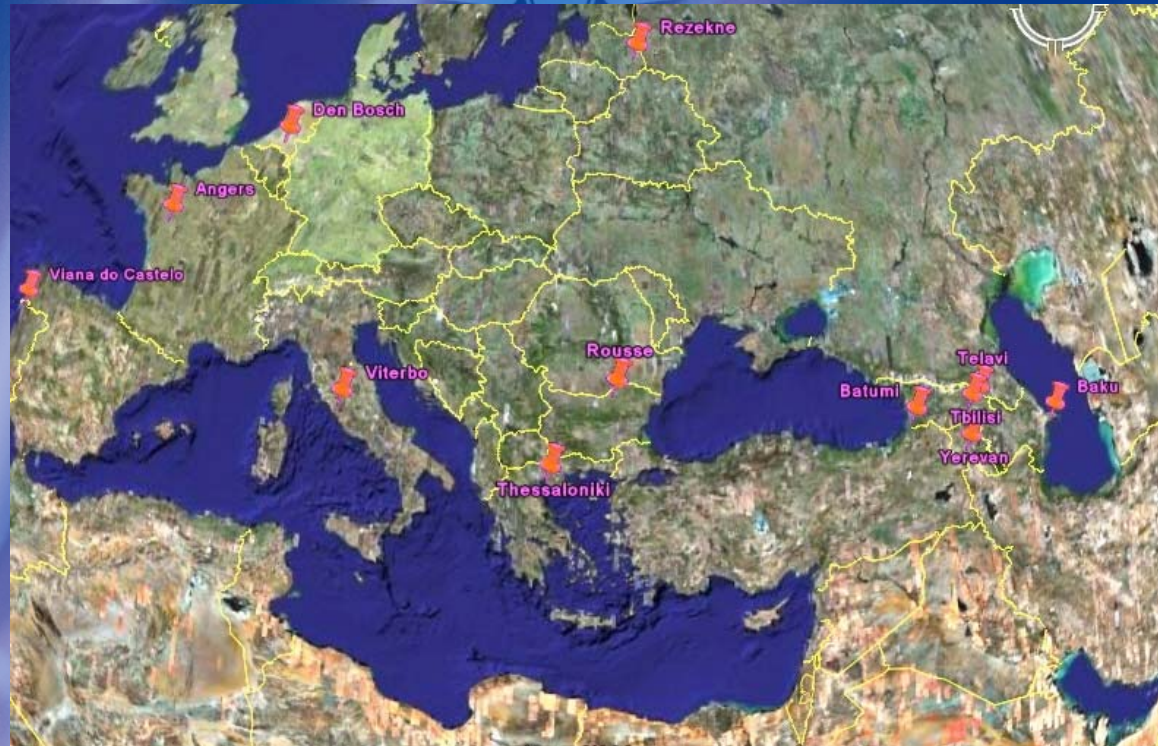 Rezekne
Den Bosch
Angers
Viana do Castelo
Rousse
Telavi
Viterbo
Batumi
Baku
Tbilisi
Yerevan
Thessaloniki